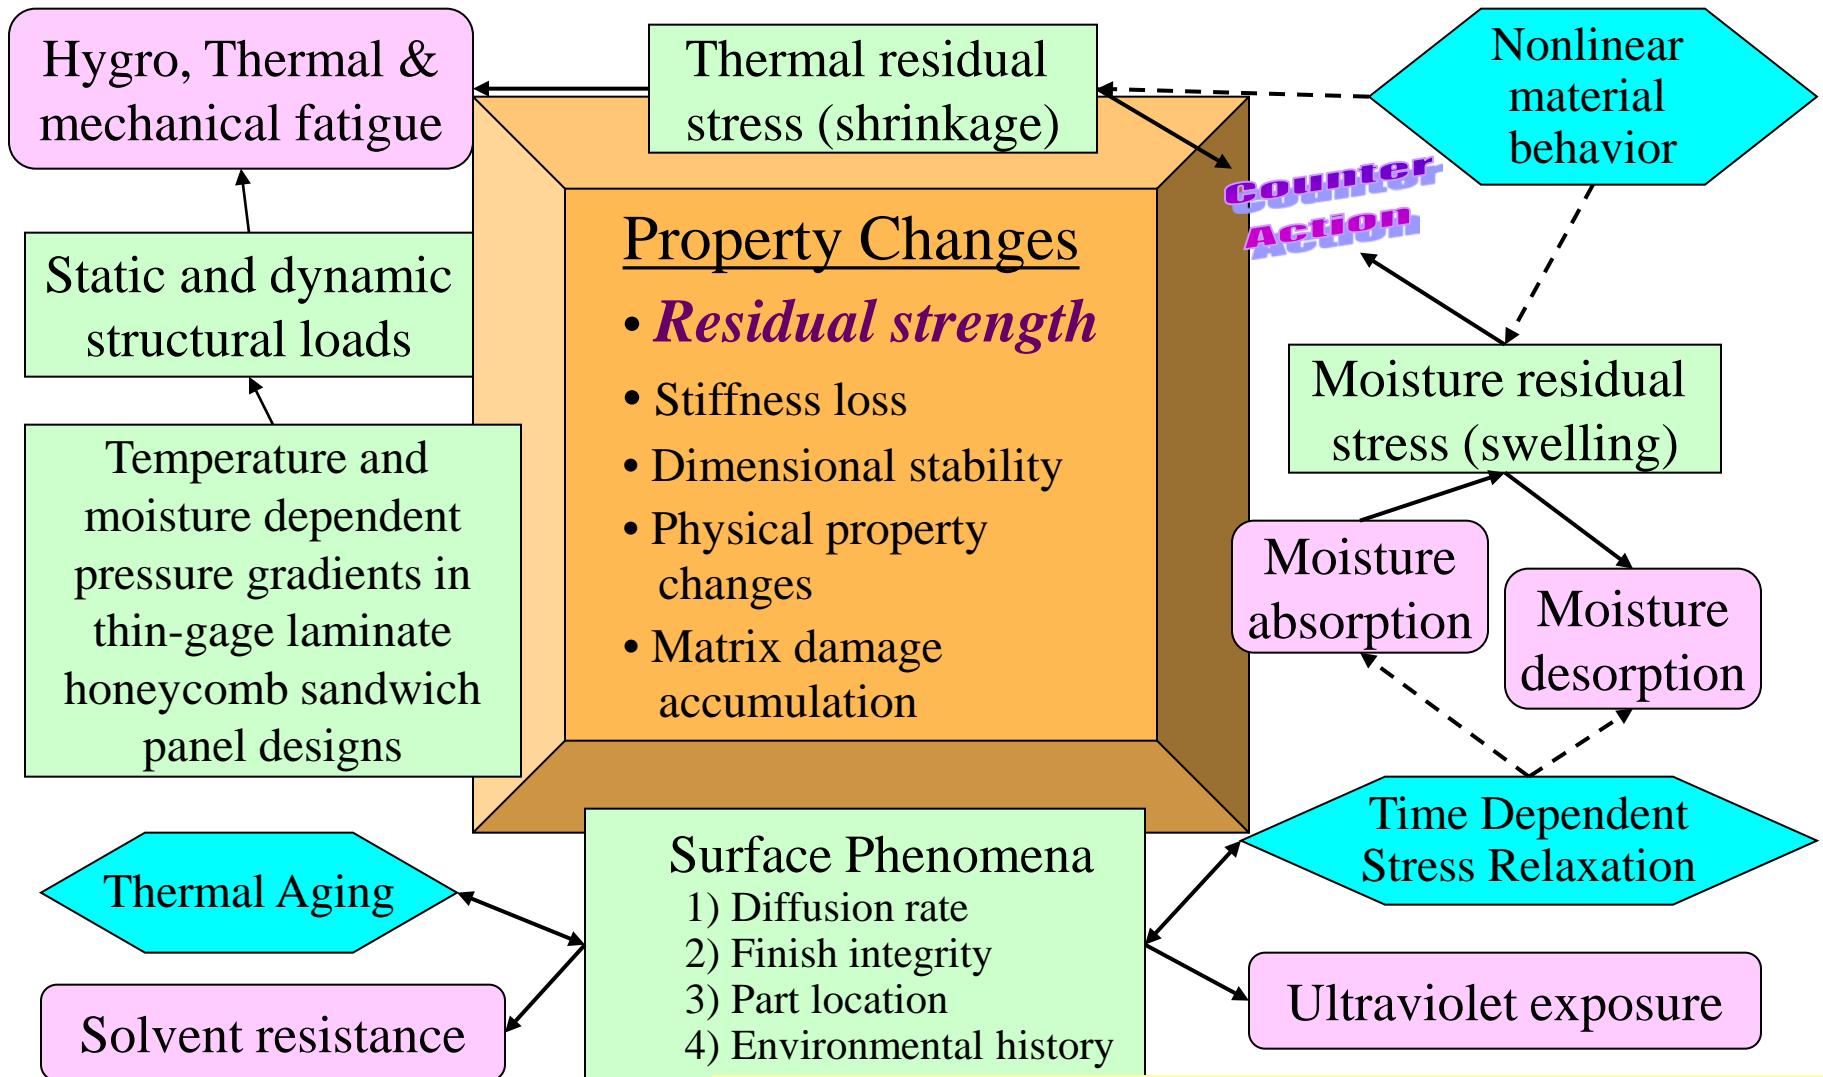 Hygro, Thermal &
mechanical fatigue
Thermal residual
stress (shrinkage)
Nonlinear
material
behavior
Counter
Action
Static and dynamic
structural loads
Property Changes
• Residual strength
• Stiffness loss
• Dimensional stability
• Physical property
changes
• Matrix damage
accumulation
Moisture residual
stress (swelling)
Temperature and
moisture dependent
pressure gradients in
thin-gage laminate
honeycomb sandwich
panel designs
Moisture
absorption
Moisture
desorption
Time Dependent
Stress Relaxation
Thermal Aging
Surface Phenomena
1) Diffusion rate
2) Finish integrity
3) Part location
4) Environmental history
Solvent resistance
Ultraviolet exposure